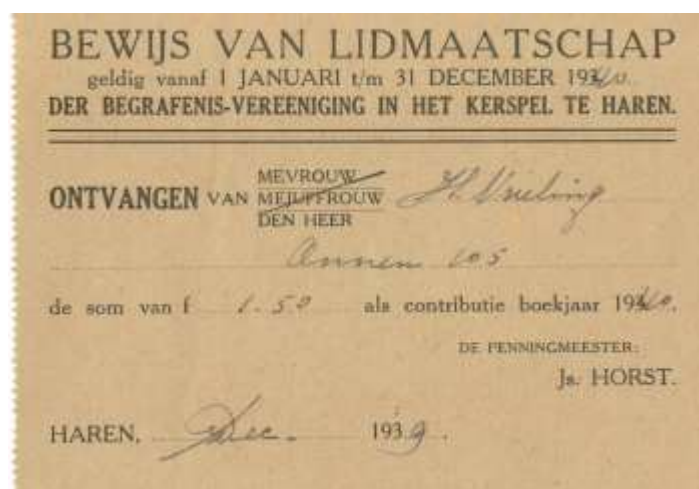 BEWIJS VAN LIDMAATSCHAP
geldig vanaf 1 JANUARI t/m 31 DECEMBER 1940
DER BEGRAFENIS-VEREENIGING IN HET KERSPEL TE HAREN.
MEVROUW
ONTVANGEN VAN MEJUFFROUW H. Vrieling
DEN HEER
Onnen 105
de som van f 1.50 als contributie boekjaar 1940.
DE PENNINGMEESTER:
Js. HORST.
HAREN, Dec. 1939.